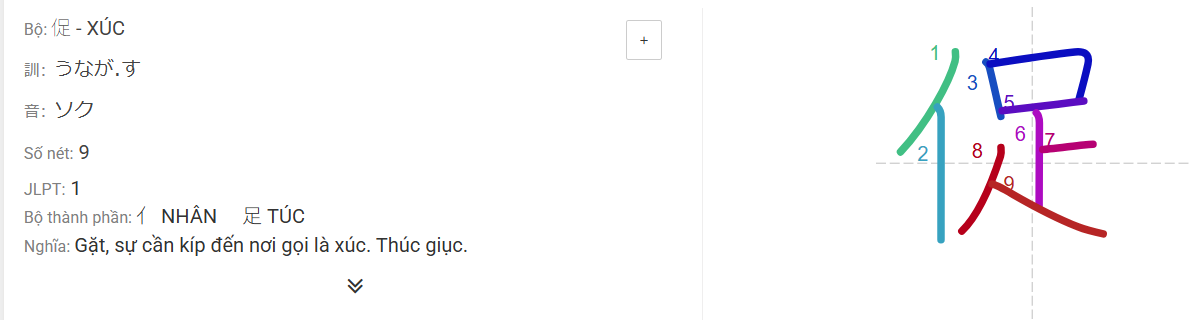 Bộ: 促 - XÚC
+
訓: うなが.す
音: ソク
Số nét: 9
JLPT: 1
Bộ thành phần: 亻 NHÂN 足 TÚC
Nghĩa: Gặt, sự cần kíp đến nơi gọi là xúc. Thúc giục.
促
1
2
3
4
5
6
7
8
9